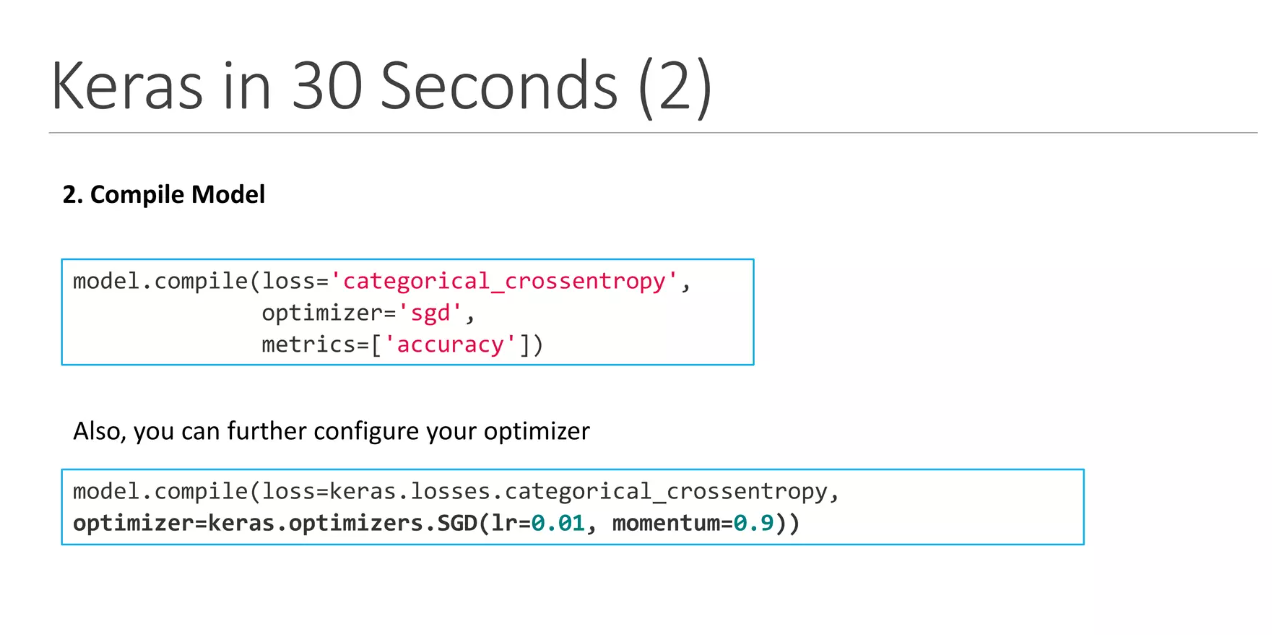 Keras in 30 Seconds (2)
2. Compile Model
model.compile(loss='categorical_crossentropy',
              optimizer='sgd',
              metrics=['accuracy'])
Also, you can further configure your optimizer
model.compile(loss=keras.losses.categorical_crossentropy,
optimizer=keras.optimizers.SGD(lr=0.01, momentum=0.9))